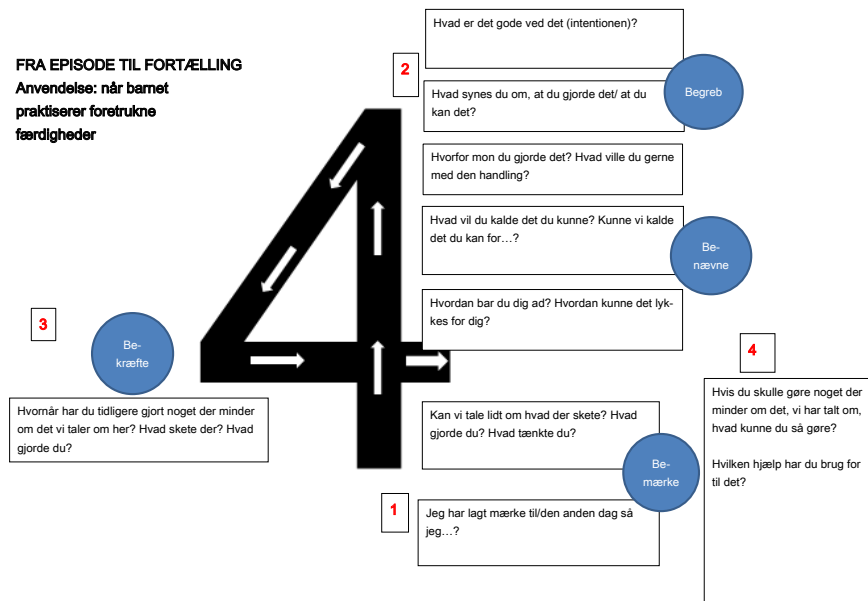 FRA EPISODE TIL FORTÆLLING
Anvendelse: når barnet
praktiserer foretrukne
færdigheder
2
Hvad er det gode ved det (intentionen)?
Begreb
Hvad synes du om, at du gjorde det/ at du
kan det?
Hvorfor mon du gjorde det? Hvad ville du gerne
med den handling?
Hvad vil du kalde det du kunne? Kunne vi kalde
det du kan for…?
Be-
nævne
Hvordan bar du dig ad? Hvordan kunne det lyk-
kes for dig?
3
Be-
kræfte
Hvornår har du tidligere gjort noget der minder
om det vi taler om her? Hvad skete der? Hvad
gjorde du?
4
Hvis du skulle gøre noget der
minder om det, vi har talt om,
hvad kunne du så gøre?
Hvilken hjælp har du brug for
til det?
Kan vi tale lidt om hvad der skete? Hvad
gjorde du? Hvad tænkte du?
Be-
mærke
1
Jeg har lagt mærke til/den anden dag så
jeg…?